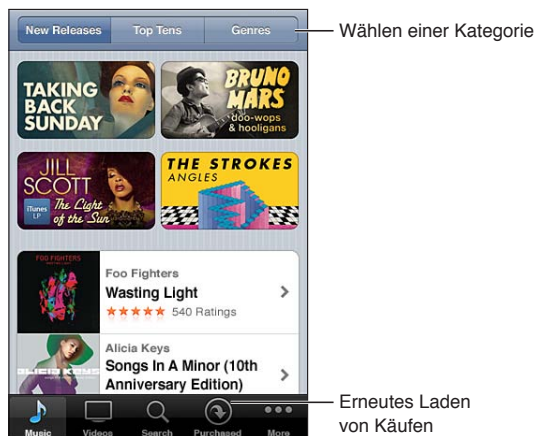 New Releases Top Tens Genres
Wählen einer Kategorie
TAKING
BACK
SUNDAY
BRUNO
MARS
doo-wops
& hooligans
JILL
SCOTT
iTunes
LP
The Light
of the Sun
THE STROKES
ANGLES
FOO FIGHTERS
Foo Fighters
Wasting Light
540 Ratings
Alicia Keys
Songs In A Minor (10th
Anniversary Edition)
Erneutes Laden
von Käufen
Music Videos Search Purchased More